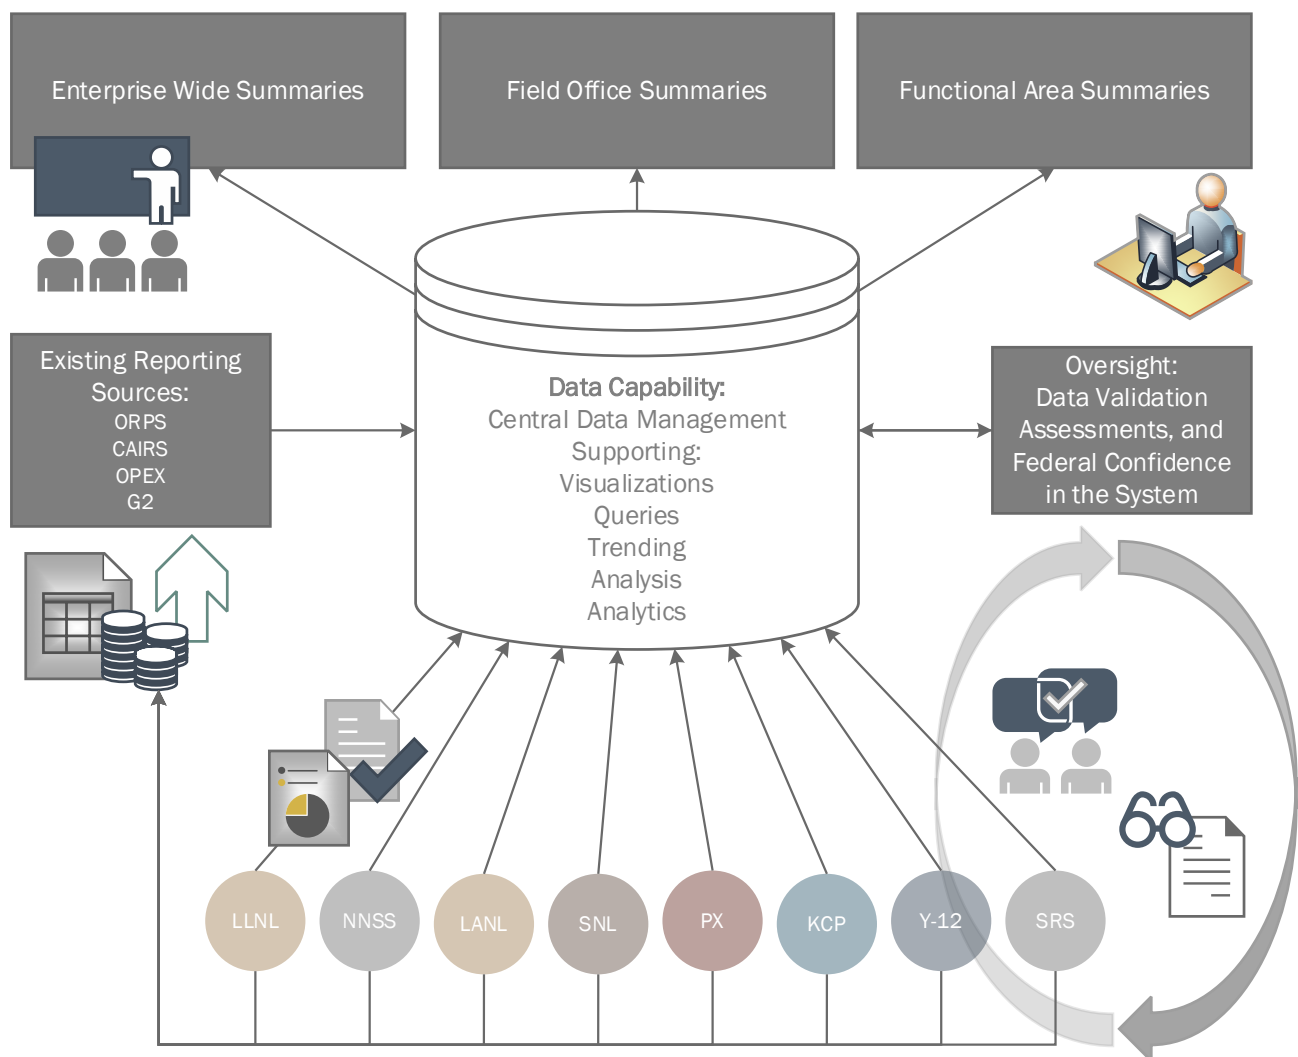 Enterprise Wide Summaries
Field Office Summaries
Functional Area Summaries
Existing Reporting
Sources:
ORPS
CAIRS
OPEX
G2
Data Capability:
Central Data Management
Supporting:
Visualizations
Queries
Trending
Analysis
Analytics
Oversight:
Data Validation
Assessments, and
Federal Confidence
in the System
LLNL
NNSS
LANL
SNL
PX
KCP
Y-12
SRS